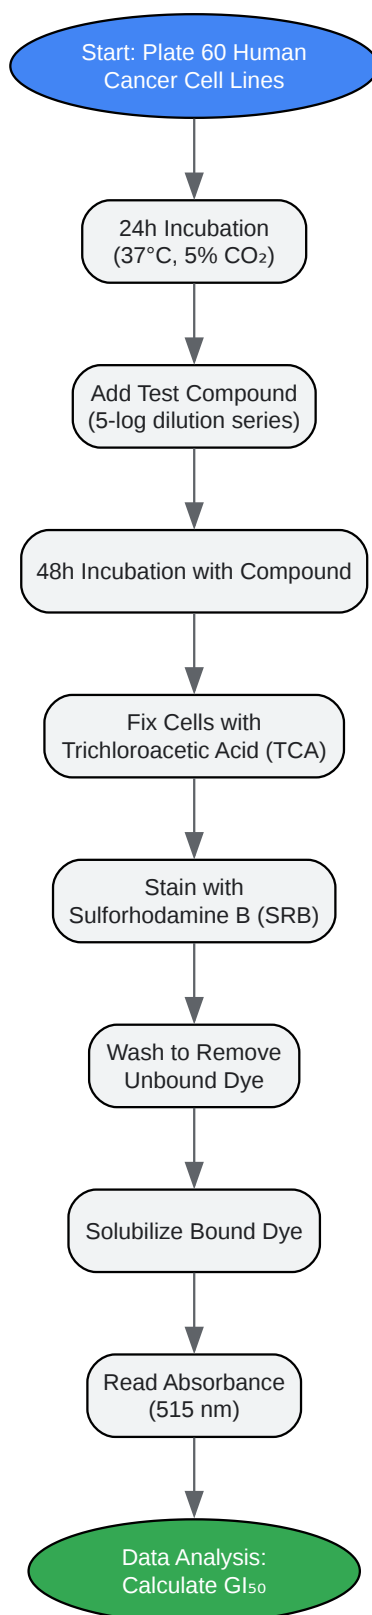 Start: Plate 60 Human
Cancer Cell Lines
24h Incubation
(37°C, 5% CO₂)
Add Test Compound
(5-log dilution series)
48h Incubation with Compound
Fix Cells with
Trichloroacetic Acid (TCA)
Stain with
Sulforhodamine B (SRB)
Wash to Remove
Unbound Dye
Solubilize Bound Dye
Read Absorbance
(515 nm)
Data Analysis:
Calculate GI₅₀